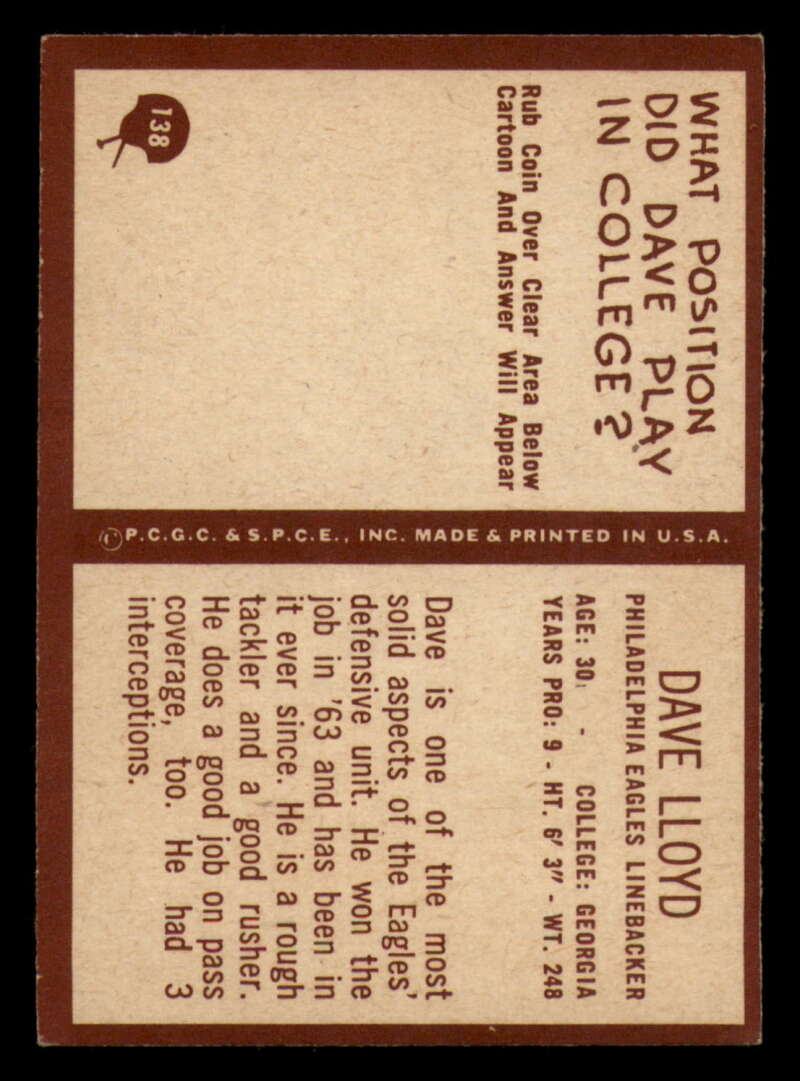 WHAT POSITION
DID DAVE PLAY
IN COLLEGE?
Rub Coin Over Clear Area Below
Cartoon And Answer Will Appear
138
© P.C.G.C. & S.P.C.E., INC. MADE & PRINTED IN U.S.A.
DAVE LLOYD
PHILADELPHIA EAGLES LINEBACKER
AGE: 30 - COLLEGE: GEORGIA
YEARS PRO: 9 - HT. 6' 3" - WT. 248
Dave is one of the most
solid aspects of the Eagles'
defensive unit. He won the
job in '63 and has been in
it ever since. He is a rough
tackler and a good rusher.
He does a good job on pass
coverage, too. He had 3
interceptions.